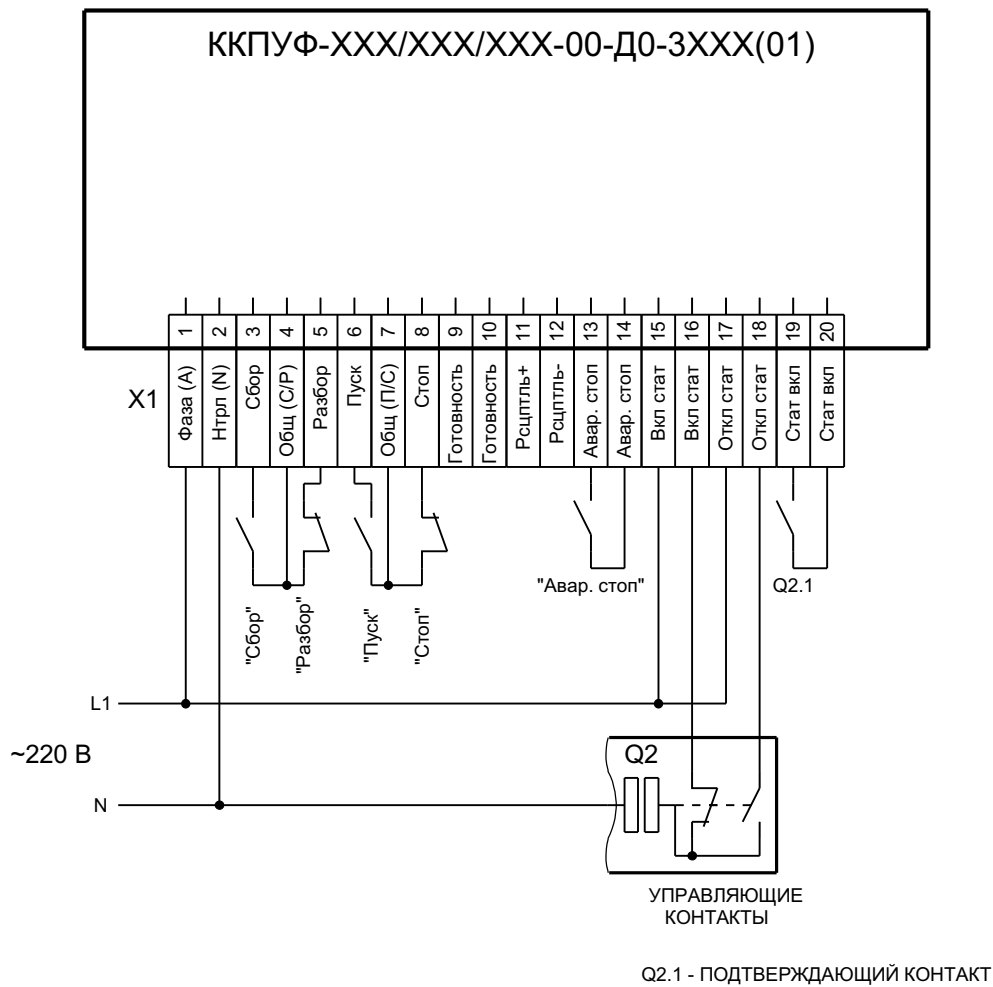 ККПУФ-XXX/XXX/XXX-00-Д0-3XXX(01)
1 2 3 4 5 6 7 8 9 10 11 12 13 14 15 16 17 18 19 20
X1
Фаза (A)
Нтрл (N)
Сбор
Общ (С/Р)
Разбор
Пуск
Общ (П/С)
Стоп
Готовность
Готовность
Рсцптль+
Рсцптль-
Авар. стоп
Авар. стоп
Вкл стат
Вкл стат
Откл стат
Откл стат
Стат вкл
Стат вкл
"Сбор"
"Разбор"
"Пуск"
"Стоп"
"Авар. стоп"
Q2.1
L1
~220 В
N
Q2
УПРАВЛЯЮЩИЕ
КОНТАКТЫ
Q2.1 - ПОДТВЕРЖДАЮЩИЙ КОНТАКТ